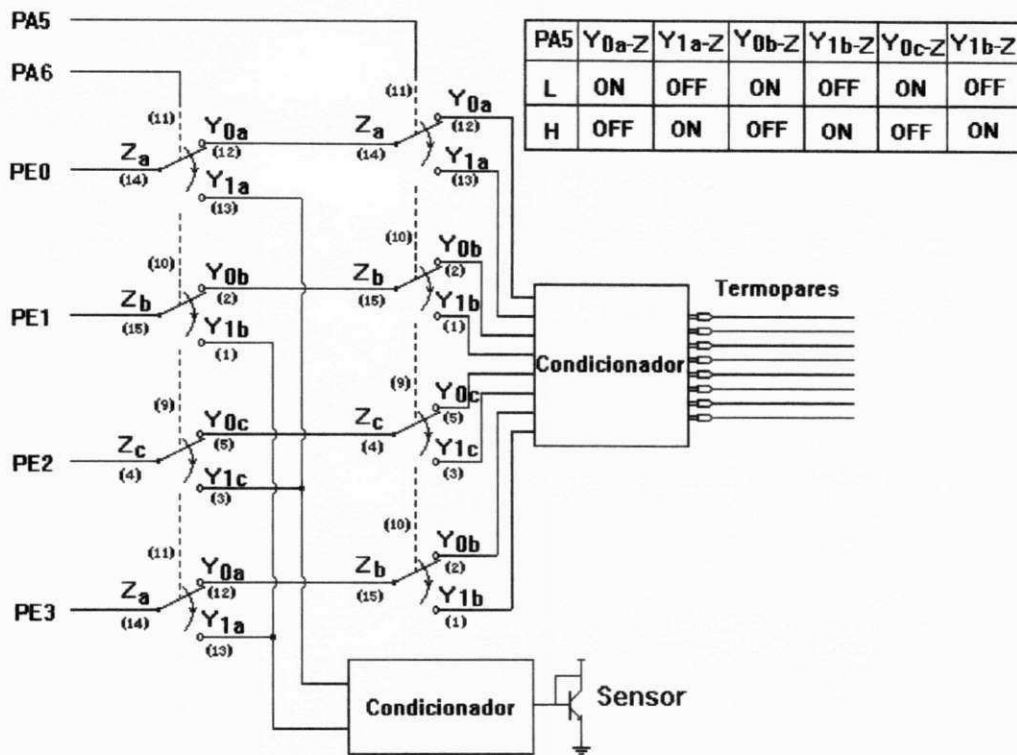 PA5
PA6
PA5 Y0a-Z Y1a-Z Y0b-Z Y1b-Z Y0c-Z Y1b-Z
L ON OFF ON OFF ON OFF
H OFF ON OFF ON OFF ON
(11) (11)
PE0 Za (14) Y0a (12) Za (14) Y0a (12)
Y1a (13) Y1a (13)
(10) (10)
PE1 Zb (15) Y0b (2) Zb (15) Y0b (2)
Y1b (1) Y1b (1)
Termopares
Condicionador
(9) (9)
PE2 Zc (4) Y0c (5) Zc (4) Y0c (5)
Y1c (3) Y1c (3)
(11) (10)
PE3 Za (14) Y0a (12) Zb (15) Y0b (2)
Y1a (13) Y1b (1)
Condicionador
Sensor